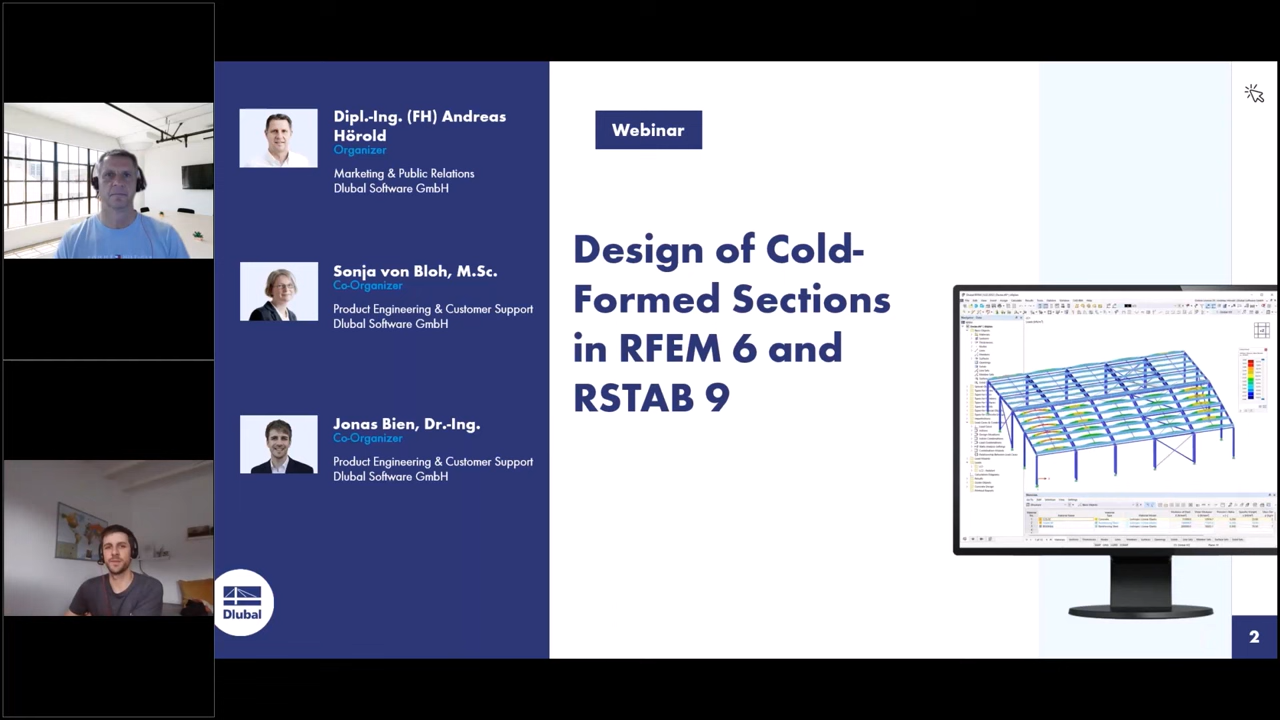 Dipl.-Ing. (FH) Andreas
Hörold
Organizer
Marketing & Public Relations
Dlubal Software GmbH
Sonja von Bloh, M.Sc.
Co-Organizer
Product Engineering & Customer Support
Dlubal Software GmbH
Jonas Bien, Dr.-Ing.
Co-Organizer
Product Engineering & Customer Support
Dlubal Software GmbH
Dlubal
Webinar
Design of Cold-
Formed Sections
in RFEM 6 and
RSTAB 9
2